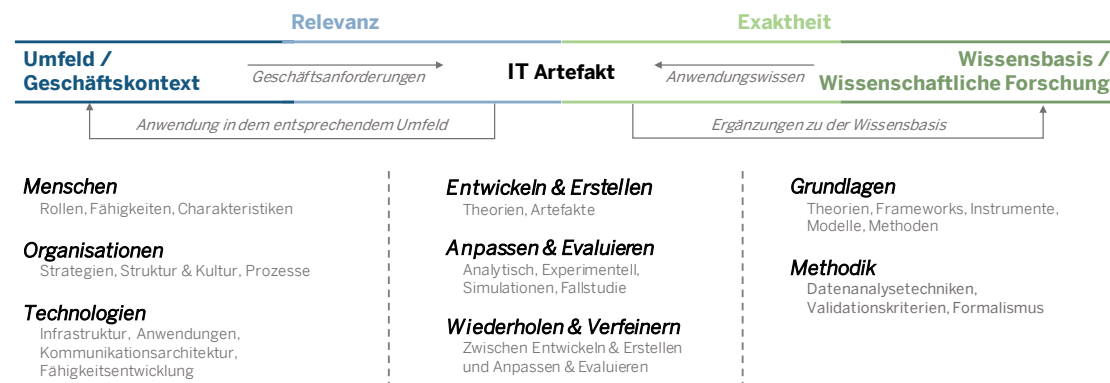 Relevanz
Exaktheit
Umfeld /
Geschäftskontext
Geschäftsanforderungen
IT Artefakt
Anwendungswissen
Wissensbasis /
Wissenschaftliche Forschung
Anwendung in dem entsprechendem Umfeld
Ergänzungen zu der Wissensbasis
Menschen
Rollen, Fähigkeiten, Charakteristiken
Organisationen
Strategien, Struktur & Kultur, Prozesse
Technologien
Infrastruktur, Anwendungen,
Kommunikationsarchitektur,
Fähigkeitsentwicklung
Entwickeln & Erstellen
Theorien, Artefakte
Anpassen & Evaluieren
Analytisch, Experimentell,
Simulationen, Fallstudie
Wiederholen & Verfeinern
Zwischen Entwickeln & Erstellen
und Anpassen & Evaluieren
Grundlagen
Theorien, Frameworks, Instrumente,
Modelle, Methoden
Methodik
Datenanalysetechniken,
Validationskriterien, Formalismus